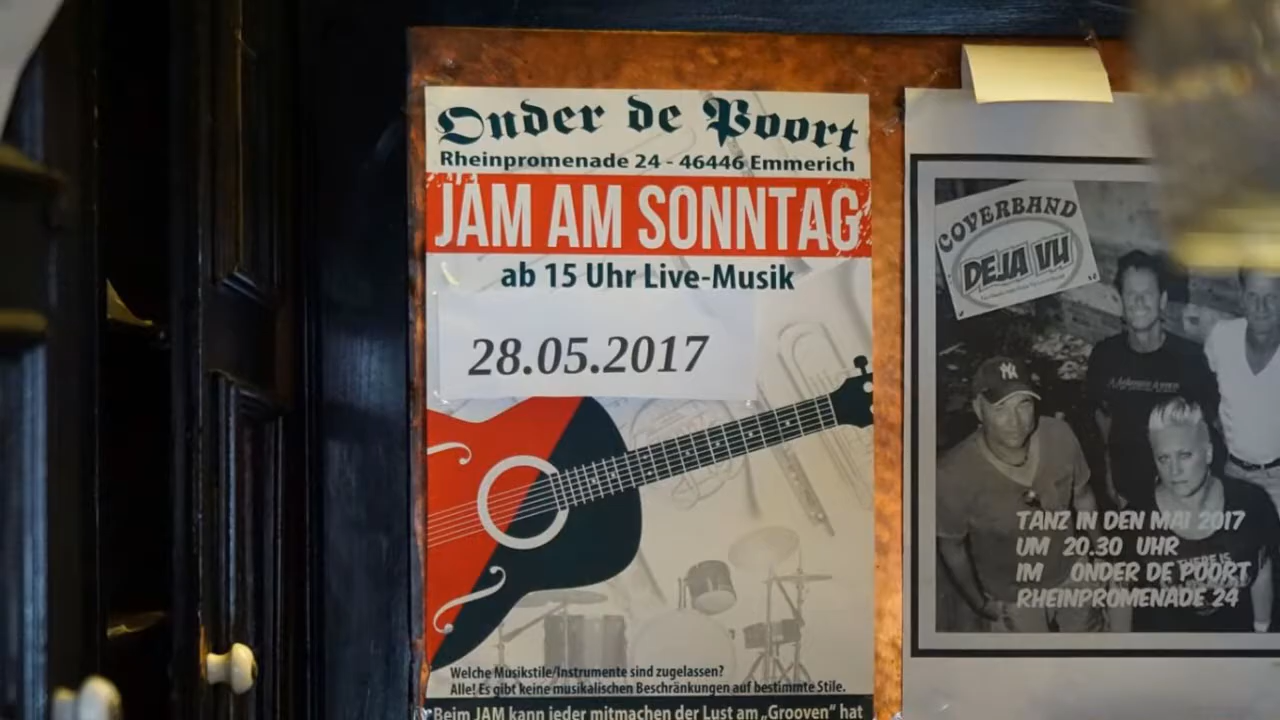 Onder de Poort
Rheinpromenade 24 - 46446 Emmerich
JAM AM SONNTAG
ab 15 Uhr Live-Musik
28.05.2017
Welche Musikstile/Instrumente sind zugelassen?
Alle! Es gibt keine musikalischen Beschränkungen auf bestimmte Stile.
Beim JAM kann jeder mitmachen der Lust am „Grooven“ hat
COVERBAND
DEJA VU
NY
TANZ IN DEN MAI 2017
UM 20.30 UHR
THERE IS
IM ONDER DE POORT
RHEINPROMENADE 24